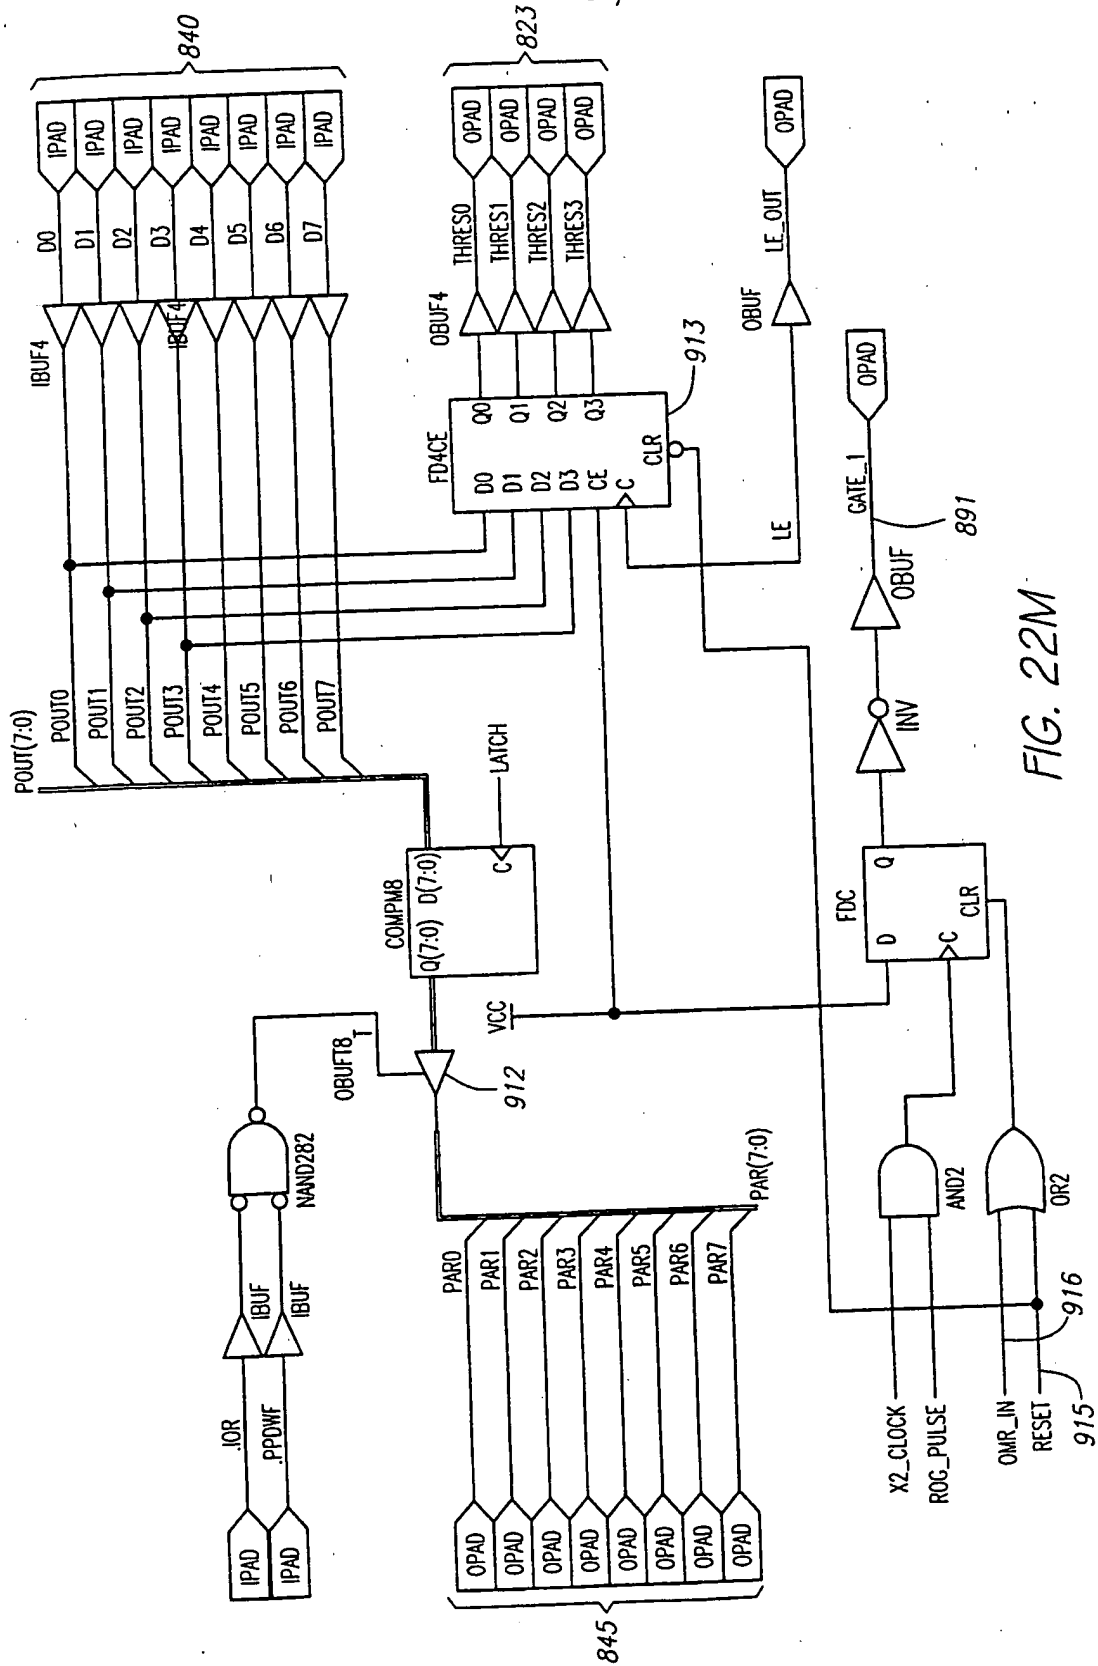 840
IPAD
IPAD
IPAD
IPAD
IPAD
IPAD
IPAD
IPAD
D0
D1
D2
D3
D4
D5
D6
D7
IBUF4
IBUF4
POUT(7:0)
POUT0
POUT1
POUT2
POUT3
POUT4
POUT5
POUT6
POUT7
823
OPAD
OPAD
OPAD
OPAD
THRES0
THRES1
THRES2
THRES3
OBUF4
FD4CE
D0 Q0
D1 Q1
D2 Q2
D3 Q3
CE
C
CLR
913
OPAD
LE_OUT
OBUF
LE
LATCH
COMPM8
Q(7:0) D(7:0)
C
VCC
OBUFT8
T
912
NAND2B2
IBUF
IBUF
.IOR
.PPDWF
IPAD
IPAD
PAR(7:0)
PAR0
PAR1
PAR2
PAR3
PAR4
PAR5
PAR6
PAR7
OPAD
OPAD
OPAD
OPAD
OPAD
OPAD
OPAD
OPAD
845
X2_CLOCK
ROG_PULSE
AND2
OMR_IN
916
RESET
915
OR2
FDC
D Q
C
CLR
INV
OBUF
GATE_1
891
OPAD
FIG. 22M